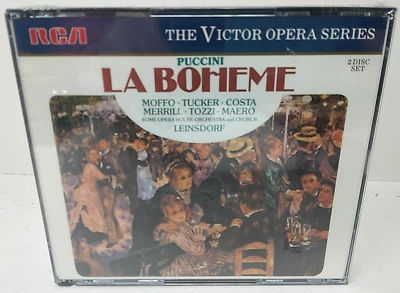 RCA
THE VICTOR OPERA SERIES
PUCCINI
2 DISC
SET
LA BOHEME
MOFFO · TUCKER · COSTA
MERRILL · TOZZI · MAERO
ROME OPERA HOUSE ORCHESTRA and CHORUS
LEINSDORF